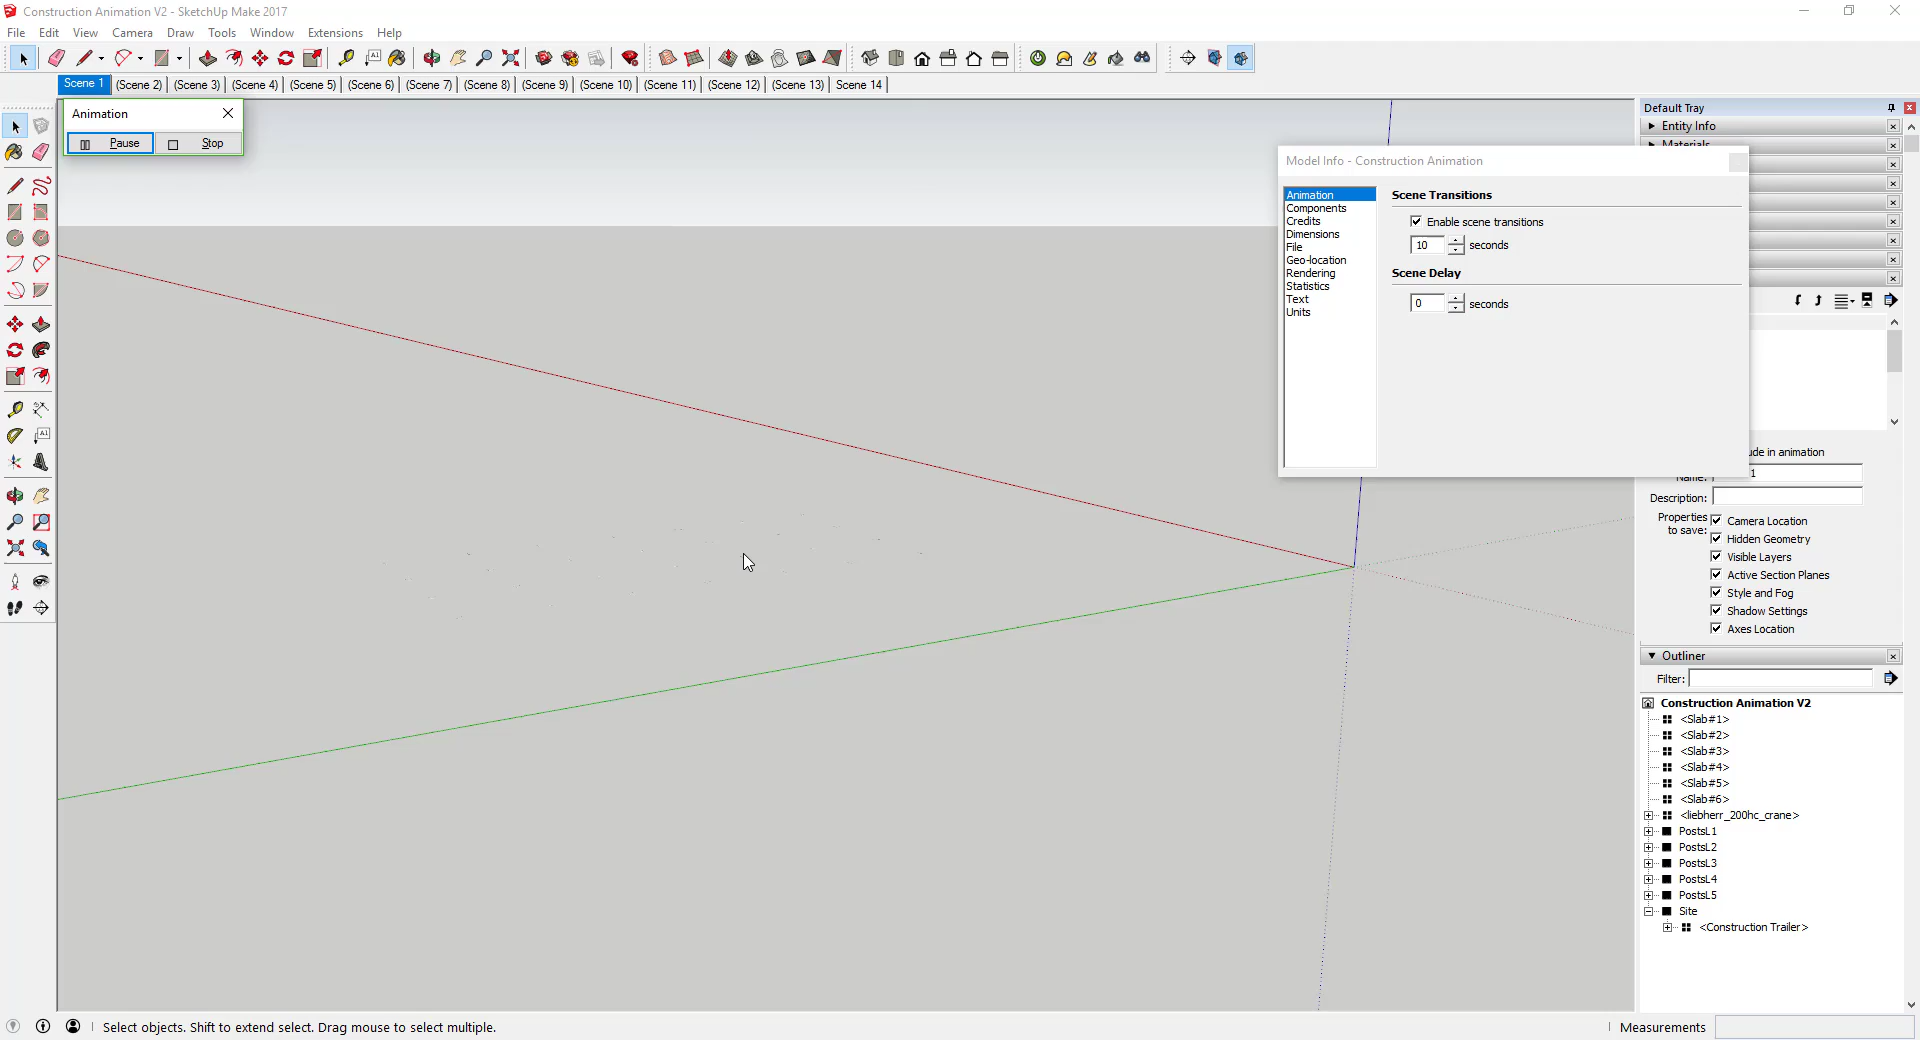 Construction Animation V2 - SketchUp Make 2017
File Edit View Camera Draw Tools Window Extensions Help
Scene 1 (Scene 2) (Scene 3) (Scene 4) (Scene 5) (Scene 6) (Scene 7) (Scene 8) (Scene 9) (Scene 10) (Scene 11) (Scene 12) (Scene 13) Scene 14
Animation
Pause Stop
Model Info - Construction Animation
Animation
Components
Credits
Dimensions
File
Geo-location
Rendering
Statistics
Text
Units
Scene Transitions
Enable scene transitions
10 seconds
Scene Delay
0 seconds
Default Tray
Entity Info
Materials
ude in animation
Name: 1
Description:
Properties to save:
Camera Location
Hidden Geometry
Visible Layers
Active Section Planes
Style and Fog
Shadow Settings
Axes Location
Outliner
Filter:
Construction Animation V2
<Slab#1>
<Slab#2>
<Slab#3>
<Slab#4>
<Slab#5>
<Slab#6>
<liebherr_200hc_crane>
PostsL1
PostsL2
PostsL3
PostsL4
PostsL5
Site
<Construction Trailer>
Select objects. Shift to extend select. Drag mouse to select multiple.
Measurements